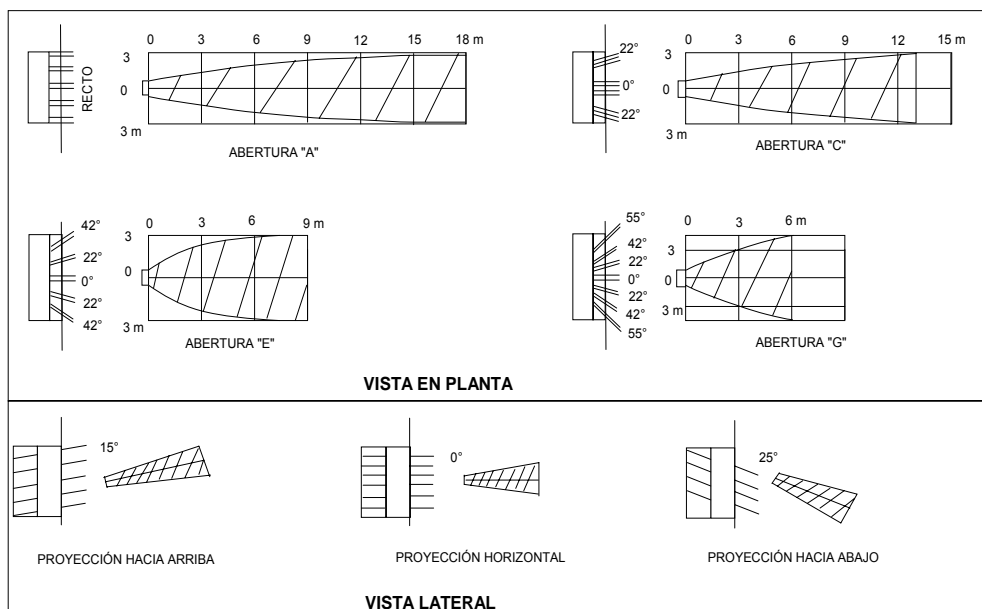 0 3 6 9 12 15 18 m
3
0
3 m
RECTO
ABERTURA "A"
0 3 6 9 12 15 m
22°
0°
22°
3
0
3 m
ABERTURA "C"
0 3 6 9 m
42°
22°
0°
22°
42°
3
0
3 m
ABERTURA "E"
0 3 6 m
55°
42°
22°
0°
22°
42°
55°
3
0
3 m
ABERTURA "G"
VISTA EN PLANTA
15°
PROYECCIÓN HACIA ARRIBA
0°
PROYECCIÓN HORIZONTAL
25°
PROYECCIÓN HACIA ABAJO
VISTA LATERAL